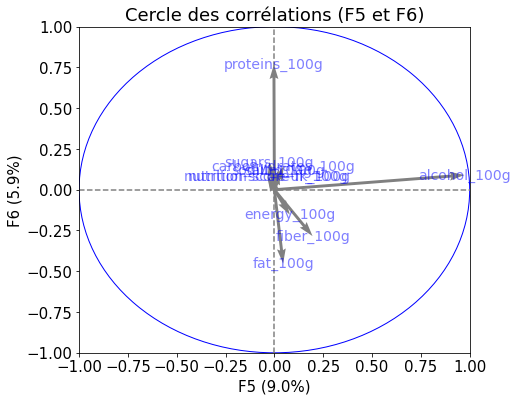 Cercle des corrélations (F5 et F6)
1.00
0.75
0.50
0.25
0.00
−0.25
−0.50
−0.75
−1.00
F6 (5.9%)
proteins_100g
sugars_100g
alcohol_100g
energy_100g
fiber_100g
fat_100g
−1.00 −0.75 −0.50 −0.25 0.00 0.25 0.50 0.75 1.00
F5 (9.0%)